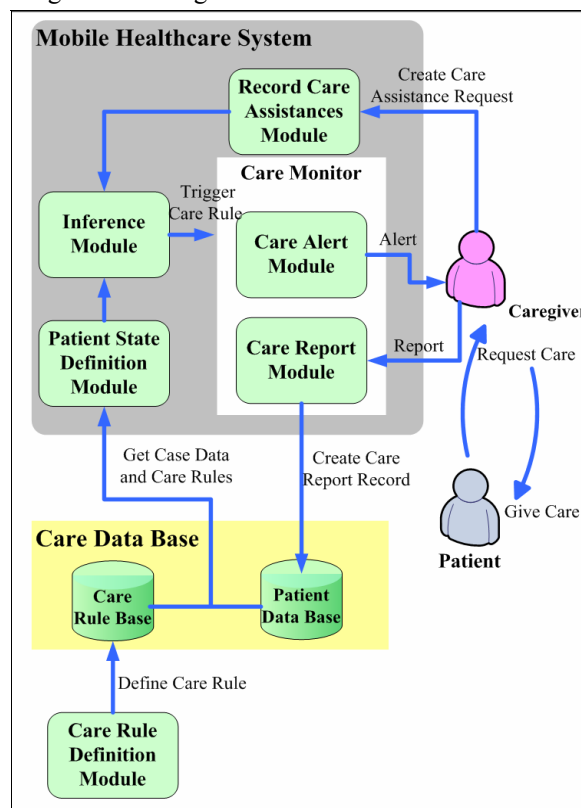 Mobile Healthcare System
Record Care
Assistances
Module
Create Care
Assistance Request
Care Monitor
Trigger
Care Rule
Inference
Module
Care Alert
Module
Alert
Caregiver
Patient State
Definition
Module
Care Report
Module
Report
Request Care
Get Case Data
and Care Rules
Create Care
Report Record
Give Care
Patient
Care Data Base
Care
Rule Base
Patient
Data Base
Define Care Rule
Care Rule
Definition
Module